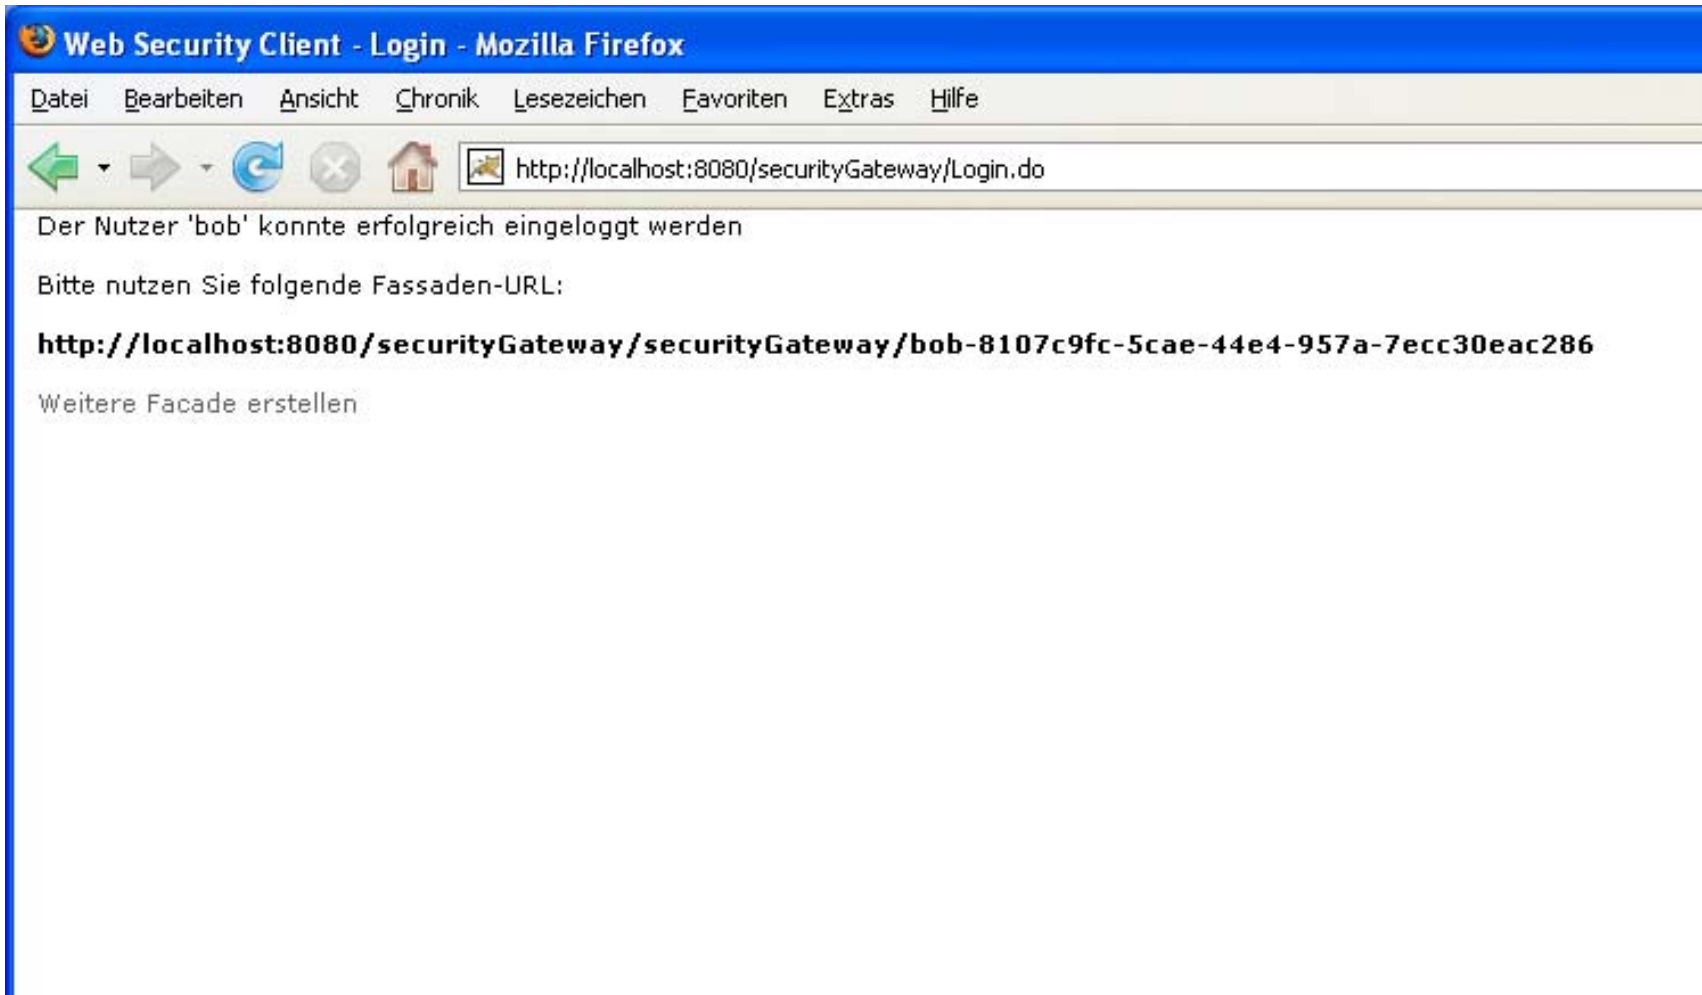 Web Security Client - Login - Mozilla Firefox
Datei Bearbeiten Ansicht Chronik Lesezeichen Favoriten Extras Hilfe
http://localhost:8080/securityGateway/Login.do
Der Nutzer 'bob' konnte erfolgreich eingeloggt werden
Bitte nutzen Sie folgende Fassaden-URL:
http://localhost:8080/securityGateway/securityGateway/bob-8107c9fc-5cae-44e4-957a-7ecc30eac286
Weitere Facade erstellen